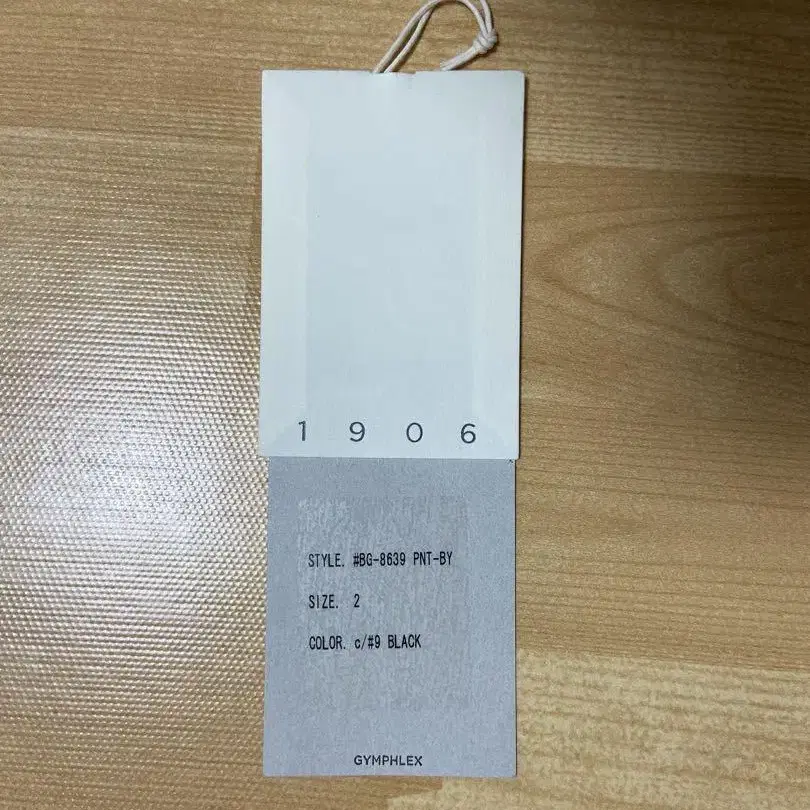 1 9 0 6
STYLE. #BG-8639 PNT-BY
SIZE. 2
COLOR. c/#9 BLACK
GYMPHLEX